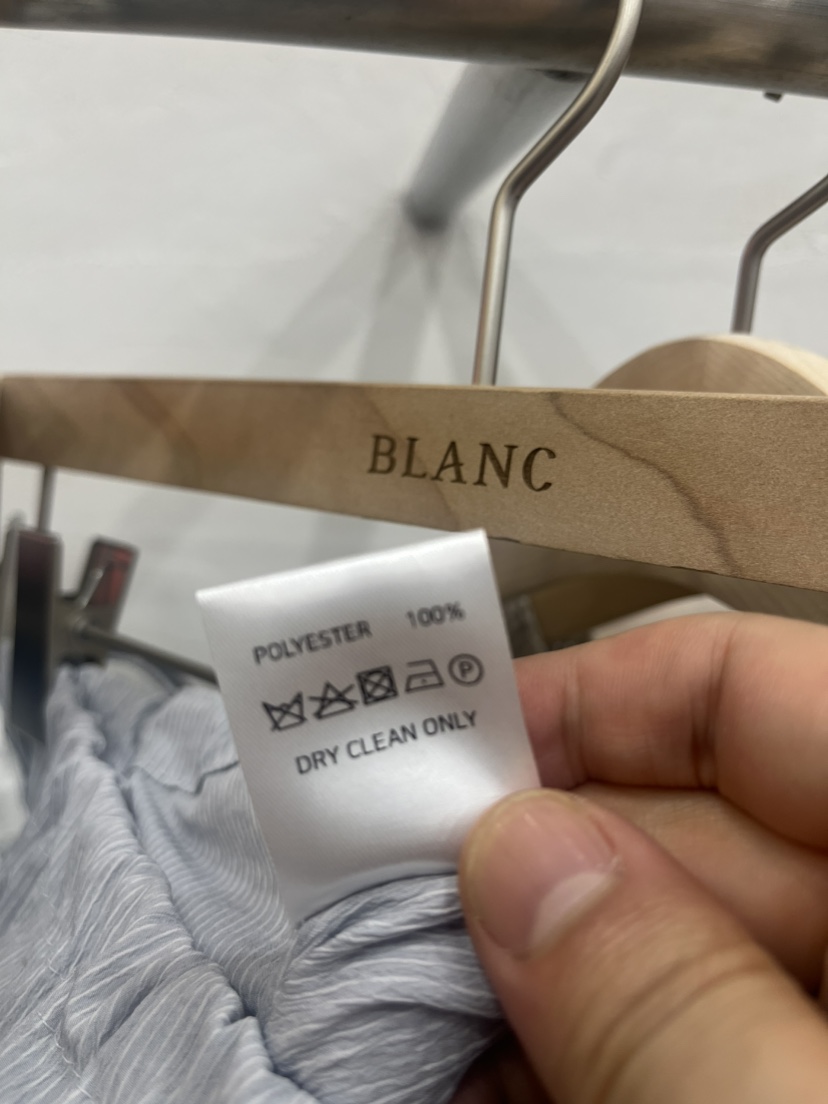 BLANC
POLYESTER 100%
P
DRY CLEAN ONLY